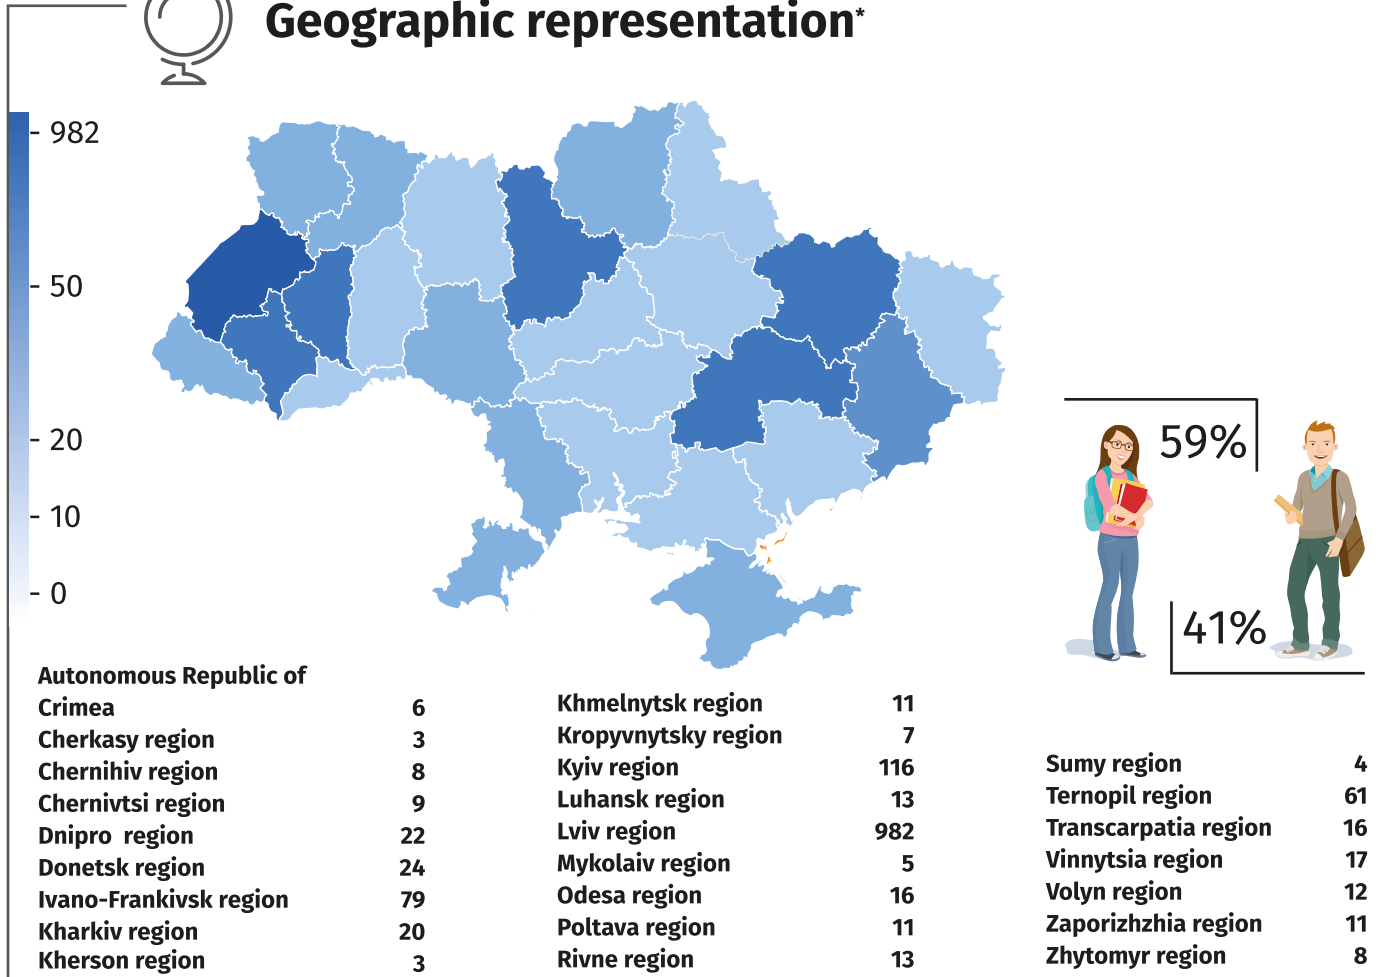 Geographic representation*
- 982
- 50
- 20
- 10
- 0
59%
41%
Autonomous Republic of
Crimea 6
Cherkasy region 3
Chernihiv region 8
Chernivtsi region 9
Dnipro region 22
Donetsk region 24
Ivano-Frankivsk region 79
Kharkiv region 20
Kherson region 3
Khmelnytsk region 11
Kropyvnytsky region 7
Kyiv region 116
Luhansk region 13
Lviv region 982
Mykolaiv region 5
Odesa region 16
Poltava region 11
Rivne region 13
Sumy region 4
Ternopil region 61
Transcarpatia region 16
Vinnytsia region 17
Volyn region 12
Zaporizhzhia region 11
Zhytomyr region 8